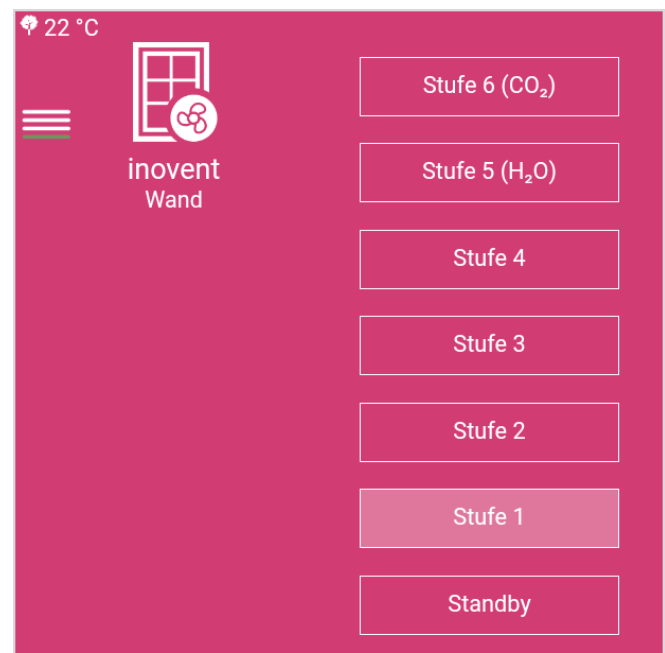 22 °C
inovent
Wand
Stufe 6 (CO₂)
Stufe 5 (H₂O)
Stufe 4
Stufe 3
Stufe 2
Stufe 1
Standby